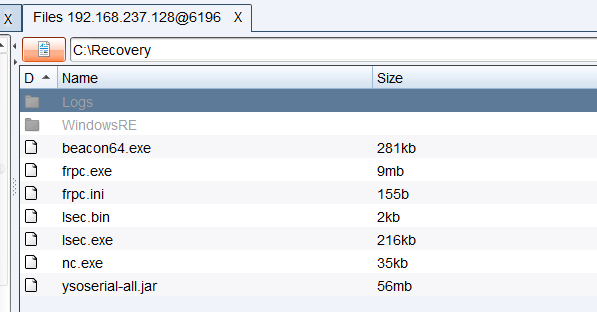 X Files 192.168.237.128@6196 X
C:\Recovery
D Name Size
Logs
WindowsRE
beacon64.exe 281kb
frpc.exe 9mb
frpc.ini 155b
lsec.bin 2kb
lsec.exe 216kb
nc.exe 35kb
ysoserial-all.jar 56mb